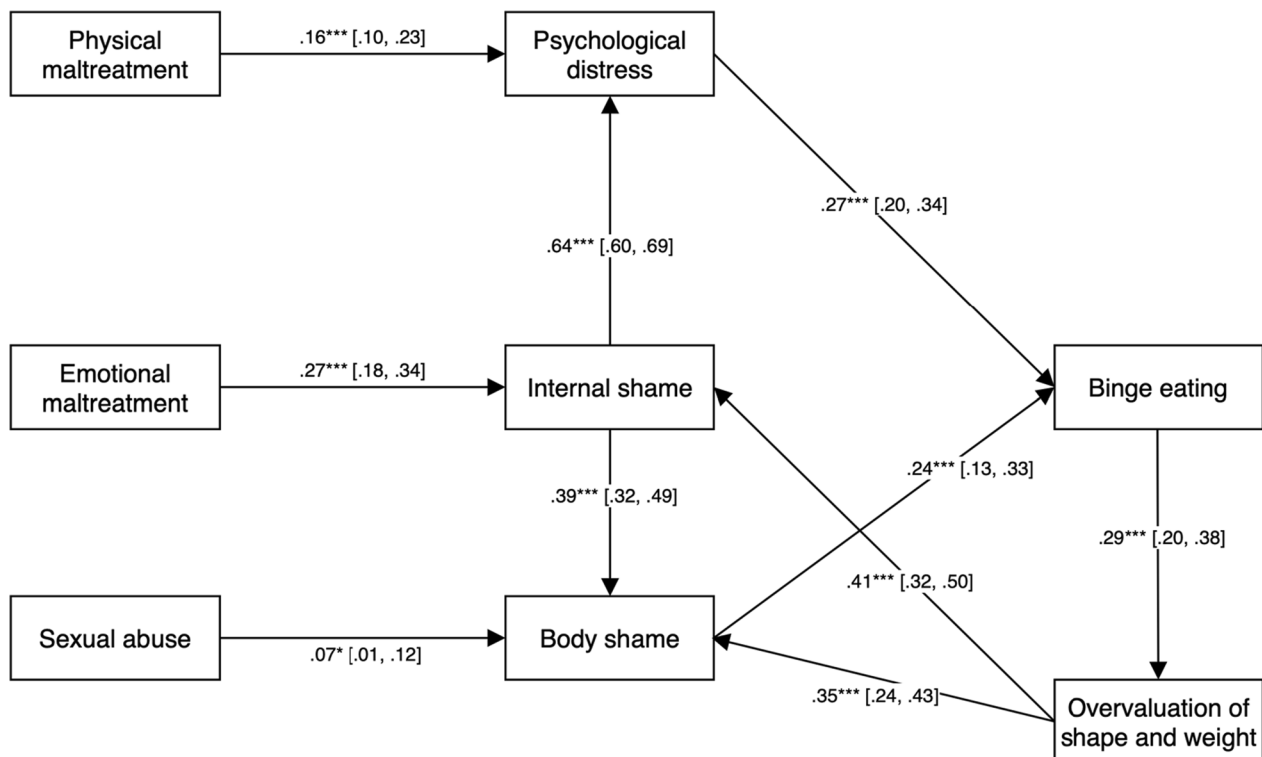 Physical
maltreatment
.16*** [.10, .23]
Psychological
distress
.27*** [.20, .34]
.64*** [.60, .69]
Emotional
maltreatment
.27*** [.18, .34]
Internal shame
Binge eating
.24*** [.13, .33]
.39*** [.32, .49]
.29*** [.20, .38]
.41*** [.32, .50]
Sexual abuse
.07* [.01, .12]
Body shame
.35*** [.24, .43]
Overvaluation of
shape and weight